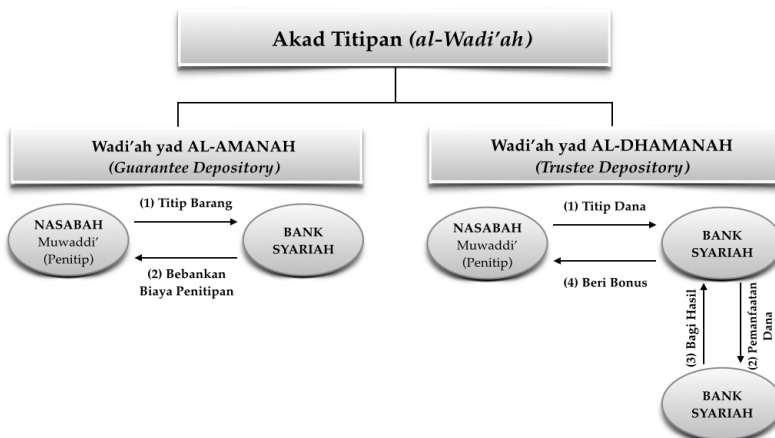 Akad Titipan (al-Wadi'ah)
Wadi'ah yad AL-AMANAH
(Guarantee Depository)
NASABAH
Muwaddi'
(Penitip)
(1) Titip Barang
(2) Bebankan
Biaya Penitipan
BANK
SYARIAH
Wadi'ah yad AL-DHAMANAH
(Trustee Depository)
NASABAH
Muwaddi'
(Penitip)
(1) Titip Dana
(4) Beri Bonus
BANK
SYARIAH
(3) Bagi Hasil
(2) Pemanfaatan
Dana
BANK
SYARIAH